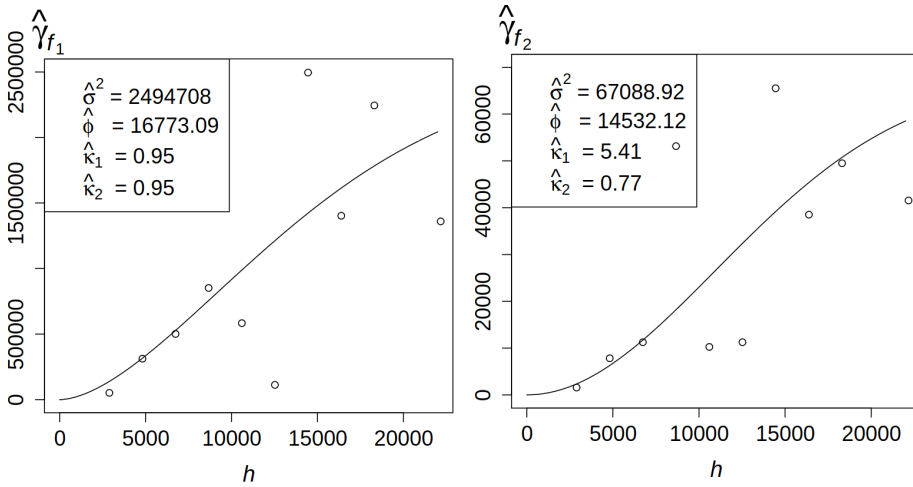 γ̂f1
σ̂² = 2494708
ϕ̂ = 16773.09
κ̂1 = 0.95
κ̂2 = 0.95
0
500000
1500000
2500000
0 5000 10000 15000 20000
h
γ̂f2
σ̂² = 67088.92
ϕ̂ = 14532.12
κ̂1 = 5.41
κ̂2 = 0.77
0
20000
40000
60000
0 5000 10000 15000 20000
h